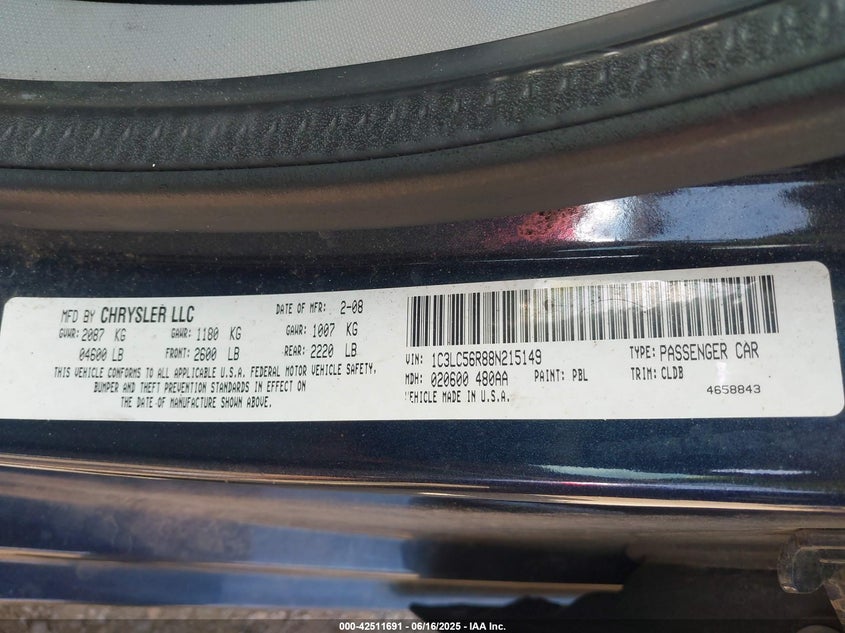 MFD BY CHRYSLER LLC DATE OF MFR: 2-08
GVWR: 2087 KG GAWR: 1180 KG GAWR: 1007 KG
04600 LB FRONT: 2600 LB REAR: 2220 LB
THIS VEHICLE CONFORMS TO ALL APPLICABLE U.S.A. FEDERAL MOTOR VEHICLE SAFETY,
BUMPER AND THEFT PREVENTION STANDARDS IN EFFECT ON
THE DATE OF MANUFACTURE SHOWN ABOVE.
VIN: 1C3LC56R88N215149 TYPE: PASSENGER CAR
MDH: 020600 480AA PAINT: PBL TRIM: CLDB
VEHICLE MADE IN U.S.A. 4658843
000-42511691 - 06/16/2025 - IAA Inc.